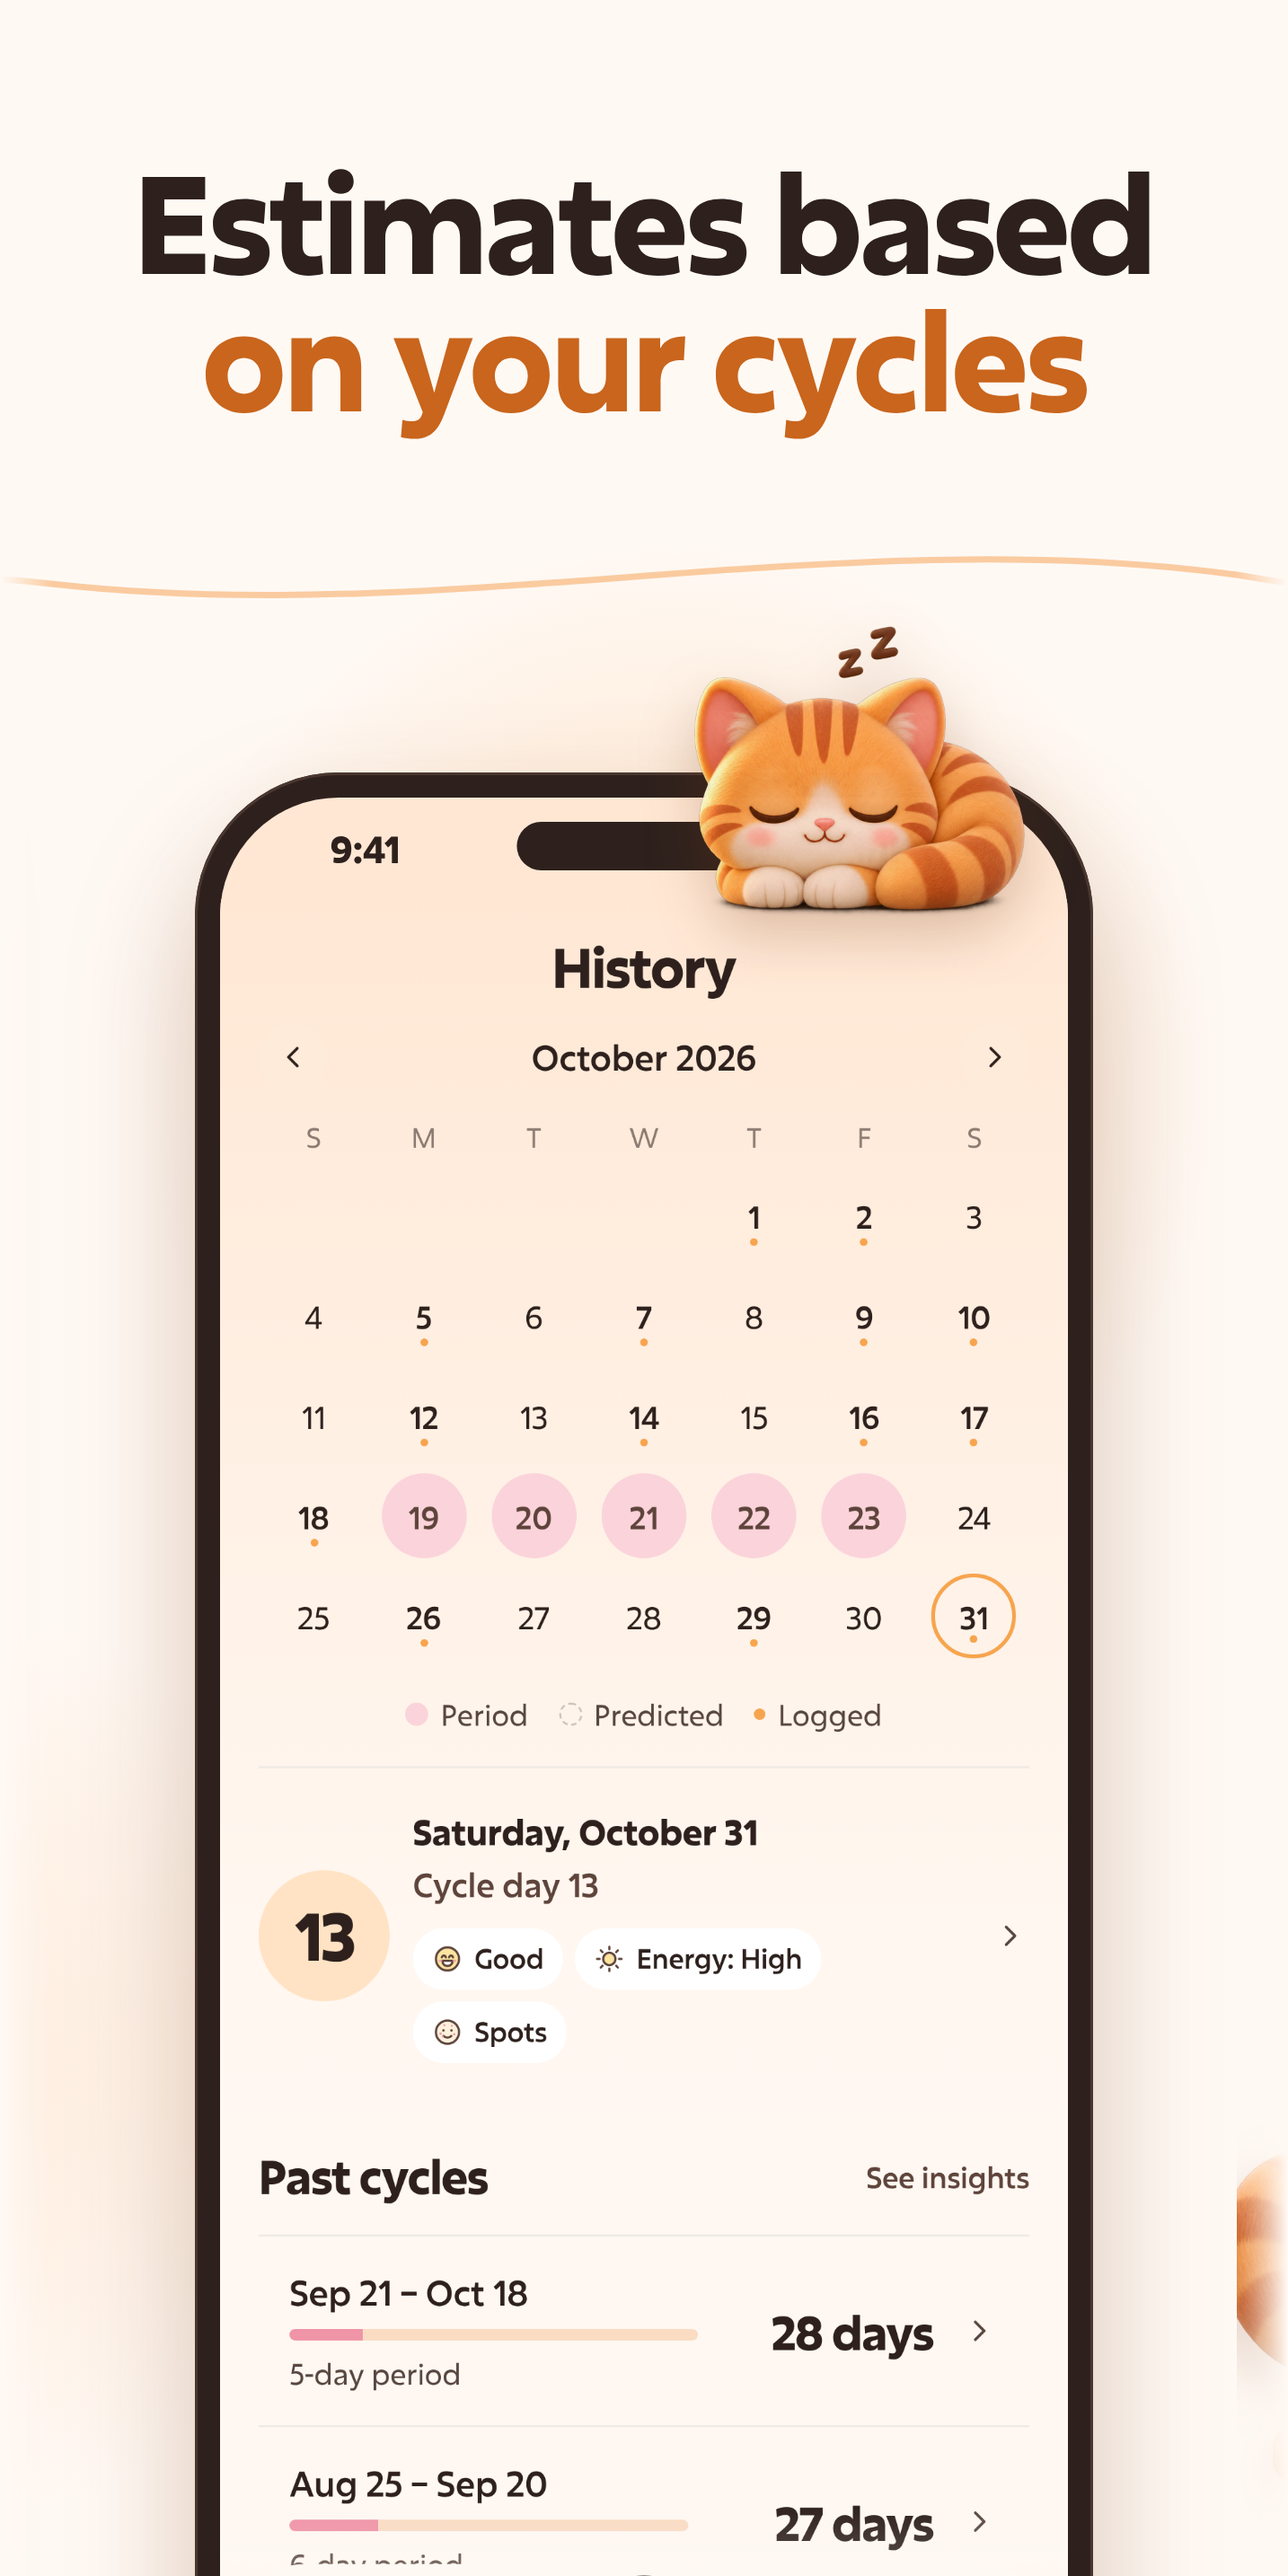 Estimates based
on your cycles
z z
9:41
History
October 2026
S M T W T F S
1 2 3
4 5 6 7 8 9 10
11 12 13 14 15 16 17
18 19 20 21 22 23 24
25 26 27 28 29 30 31
Period Predicted Logged
Saturday, October 31
Cycle day 13
13
Good Energy: High
Spots
Past cycles See insights
Sep 21 – Oct 18
28 days
5-day period
Aug 25 – Sep 20
27 days
6-day period